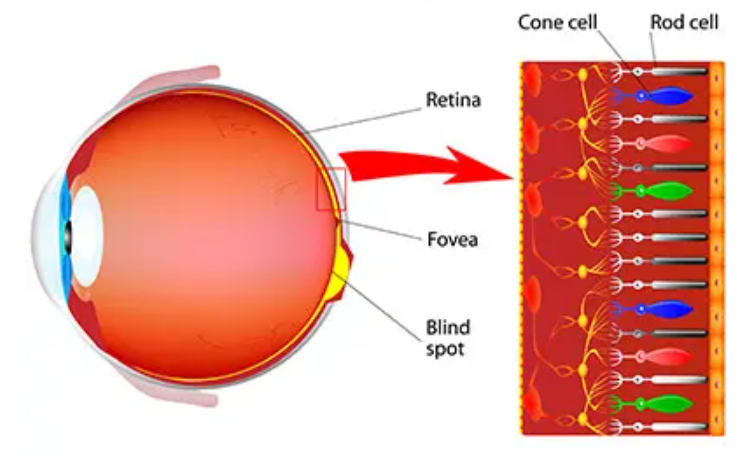 Cone cell
Rod cell
Retina
Fovea
Blind
spot